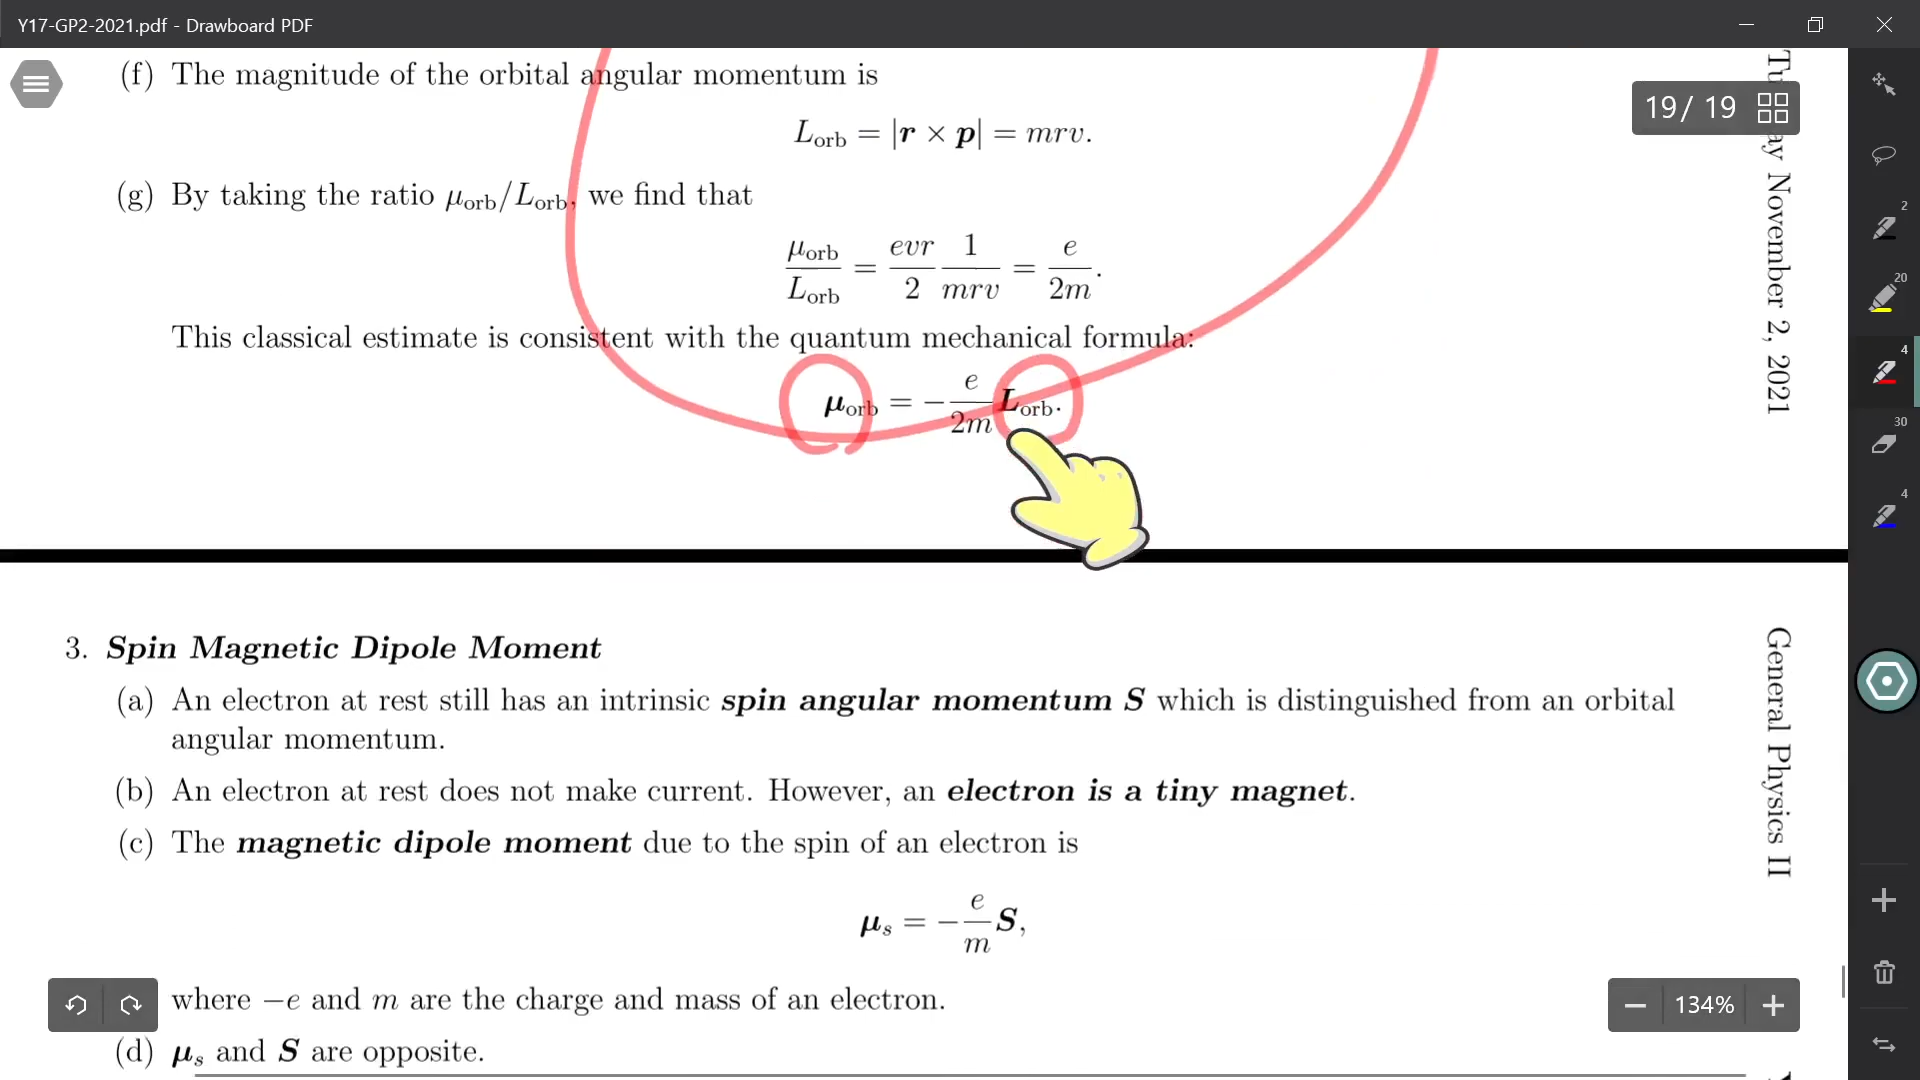 Y17-GP2-2021.pdf - Drawboard PDF
(f) The magnitude of the orbital angular momentum is
L_orb = |r × p| = mrv.
(g) By taking the ratio μ_orb/L_orb, we find that
μ_orb/L_orb = evr/2 1/mrv = e/2m.
This classical estimate is consistent with the quantum mechanical formula:
μ_orb = −e/2m L_orb.
3. Spin Magnetic Dipole Moment
(a) An electron at rest still has an intrinsic spin angular momentum S which is distinguished from an orbital
angular momentum.
(b) An electron at rest does not make current. However, an electron is a tiny magnet.
(c) The magnetic dipole moment due to the spin of an electron is
μ_s = −e/m S,
where −e and m are the charge and mass of an electron.
(d) μ_s and S are opposite.
19/ 19
ay November 2, 2021
General Physics II
2
20
4
30
4
134%